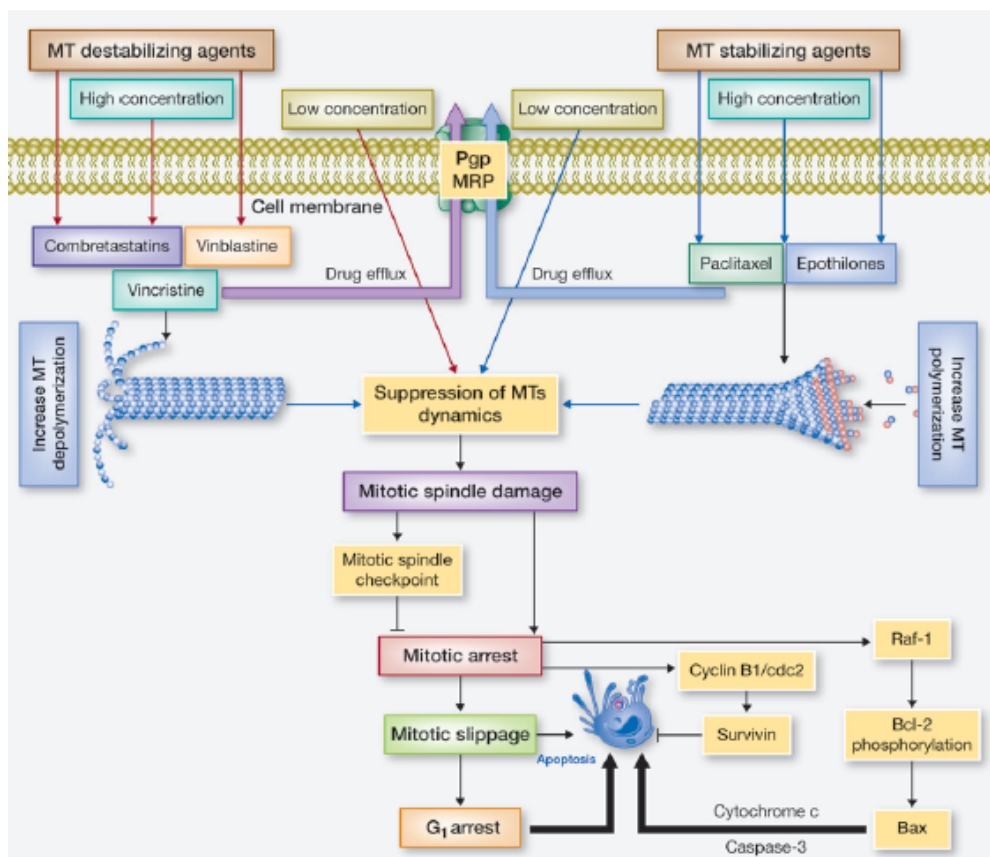 MT destabilizing agents
MT stabilizing agents
High concentration
Low concentration
Low concentration
High concentration
Pgp
MRP
Cell membrane
Combretastatins
Vinblastine
Vincristine
Drug efflux
Drug efflux
Paclitaxel
Epothilones
Increase MT
depolymerization
Suppression of MTs
dynamics
Increase MT
polymerization
Mitotic spindle damage
Mitotic spindle
checkpoint
Mitotic arrest
Raf-1
Cyclin B1/cdc2
Mitotic slippage
Apoptosis
Survivin
Bcl-2
phosphorylation
G₁ arrest
Cytochrome c
Caspase-3
Bax